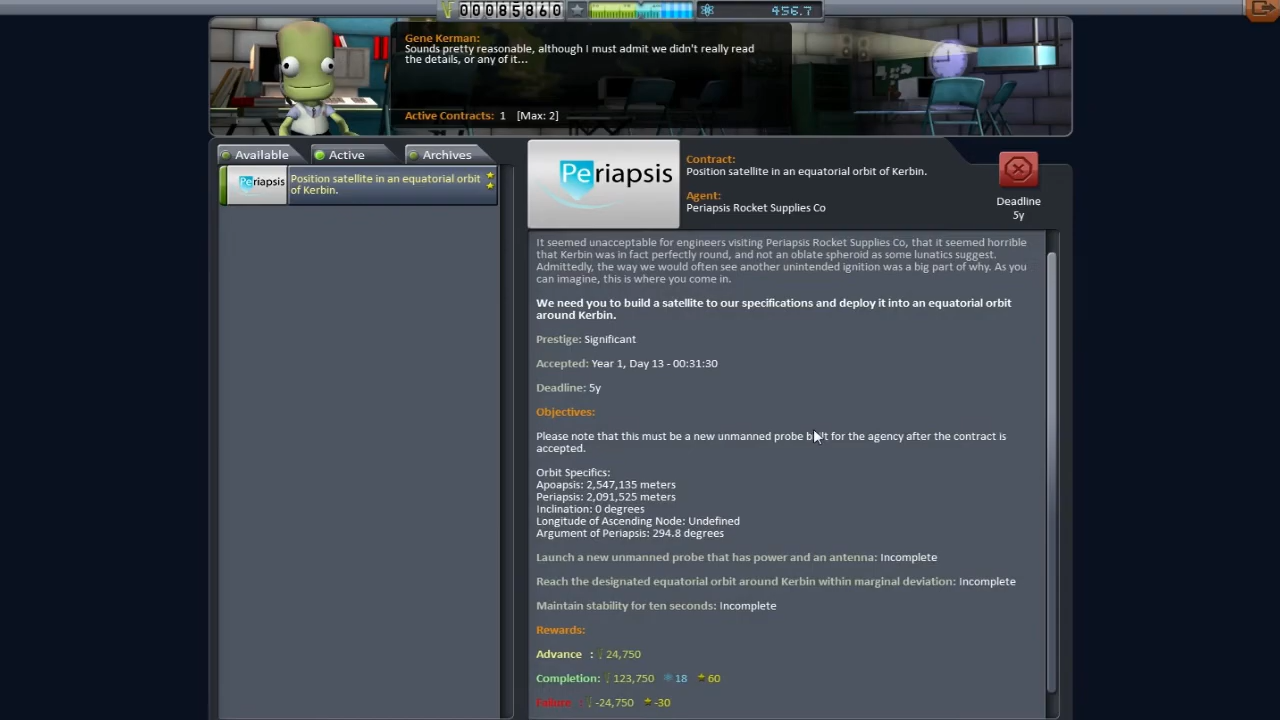 00085860
456.7
Gene Kerman:
Sounds pretty reasonable, although I must admit we didn't really read
the details, or any of it...
Active Contracts: 1 [Max: 2]
Available
Active
Archives
Periapsis
Position satellite in an equatorial orbit
of Kerbin.
Periapsis
Contract:
Position satellite in an equatorial orbit of Kerbin.
Agent:
Periapsis Rocket Supplies Co
Deadline
5y
It seemed unacceptable for engineers visiting Periapsis Rocket Supplies Co, that it seemed horrible
that Kerbin was in fact perfectly round, and not an oblate spheroid as some lunatics suggest.
Admittedly, the way we would often see another unintended ignition was a big part of why. As you
can imagine, this is where you come in.
We need you to build a satellite to our specifications and deploy it into an equatorial orbit
around Kerbin.
Prestige: Significant
Accepted: Year 1, Day 13 - 00:31:30
Deadline: 5y
Objectives:
Please note that this must be a new unmanned probe built for the agency after the contract is
accepted.
Orbit Specifics:
Apoapsis: 2,547,135 meters
Periapsis: 2,091,525 meters
Inclination: 0 degrees
Longitude of Ascending Node: Undefined
Argument of Periapsis: 294.8 degrees
Launch a new unmanned probe that has power and an antenna: Incomplete
Reach the designated equatorial orbit around Kerbin within marginal deviation: Incomplete
Maintain stability for ten seconds: Incomplete
Rewards:
Advance : 24,750
Completion: 123,750 18 60
Failure : -24,750 -30